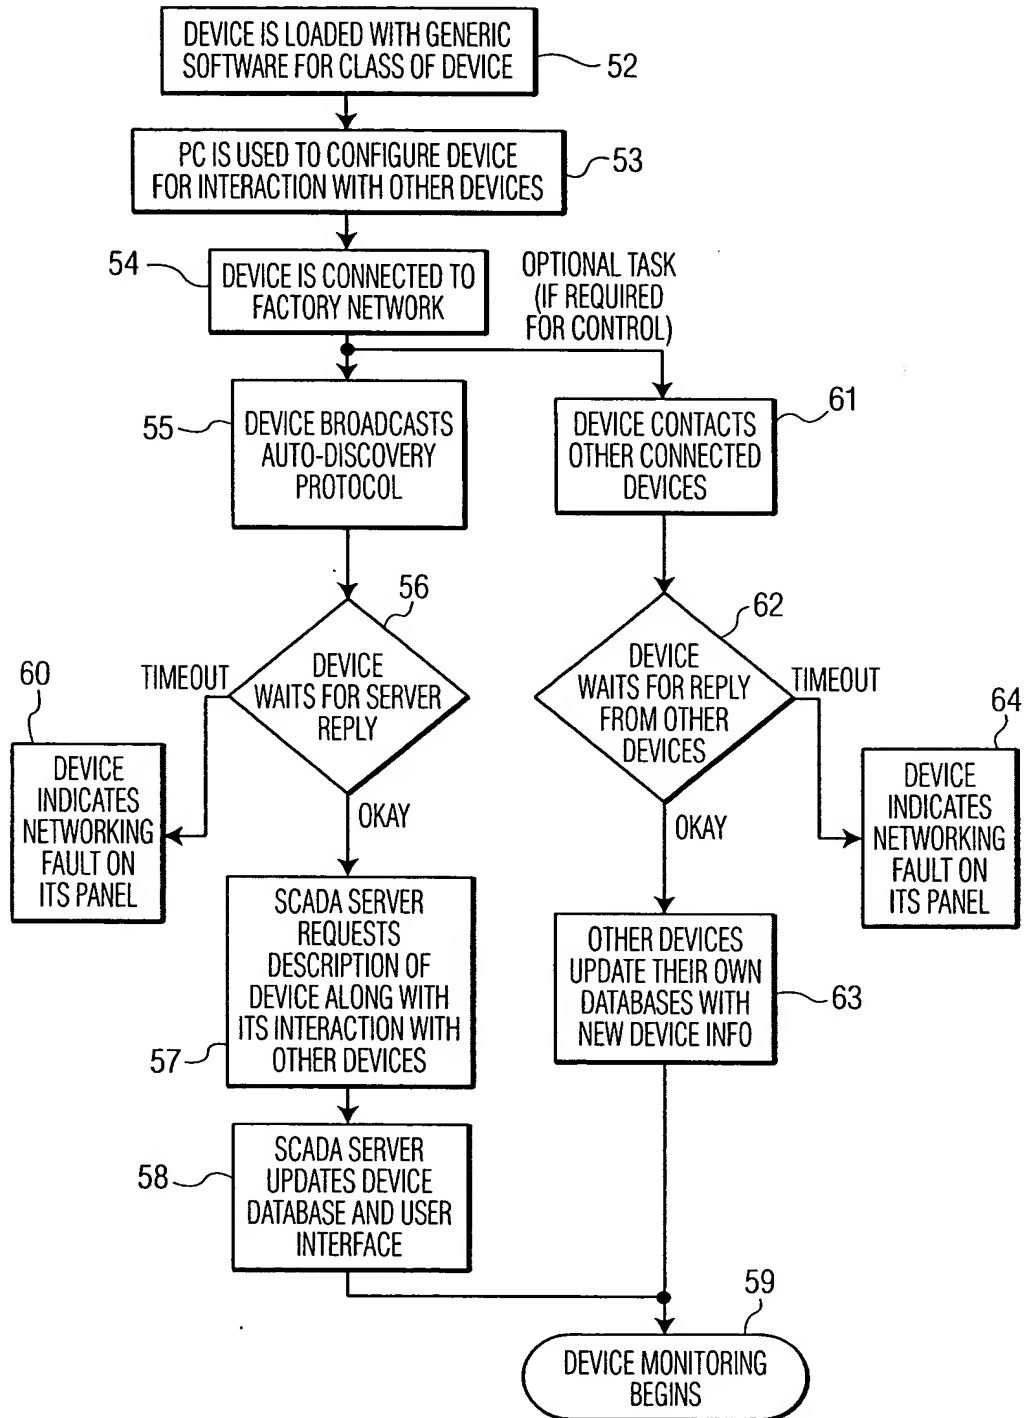 DEVICE IS LOADED WITH GENERIC
SOFTWARE FOR CLASS OF DEVICE
52
PC IS USED TO CONFIGURE DEVICE
FOR INTERACTION WITH OTHER DEVICES
53
54
DEVICE IS CONNECTED TO
FACTORY NETWORK
OPTIONAL TASK
(IF REQUIRED
FOR CONTROL)
55
DEVICE BROADCASTS
AUTO-DISCOVERY
PROTOCOL
61
DEVICE CONTACTS
OTHER CONNECTED
DEVICES
56
DEVICE
WAITS FOR SERVER
REPLY
TIMEOUT
OKAY
62
DEVICE
WAITS FOR REPLY
FROM OTHER
DEVICES
TIMEOUT
OKAY
60
DEVICE
INDICATES
NETWORKING
FAULT ON
ITS PANEL
64
DEVICE
INDICATES
NETWORKING
FAULT ON
ITS PANEL
SCADA SERVER
REQUESTS
DESCRIPTION OF
DEVICE ALONG WITH
ITS INTERACTION WITH
OTHER DEVICES
57
OTHER DEVICES
UPDATE THEIR OWN
DATABASES WITH
NEW DEVICE INFO
63
58
SCADA SERVER
UPDATES DEVICE
DATABASE AND USER
INTERFACE
59
DEVICE MONITORING
BEGINS